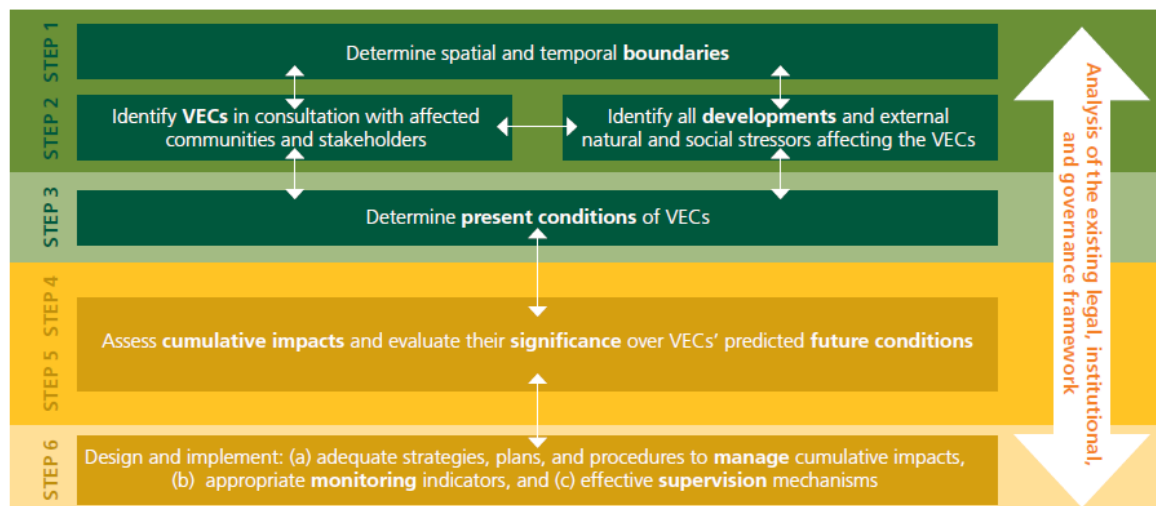 STEP 1
Determine spatial and temporal boundaries
STEP 2
Identify VECs in consultation with affected
communities and stakeholders
Identify all developments and external
natural and social stressors affecting the VECs
STEP 3
Determine present conditions of VECs
STEP 4
STEP 5
Assess cumulative impacts and evaluate their significance over VECs’ predicted future conditions
STEP 6
Design and implement: (a) adequate strategies, plans, and procedures to manage cumulative impacts,
(b) appropriate monitoring indicators, and (c) effective supervision mechanisms
Analysis of the existing legal, institutional,
and governance framework